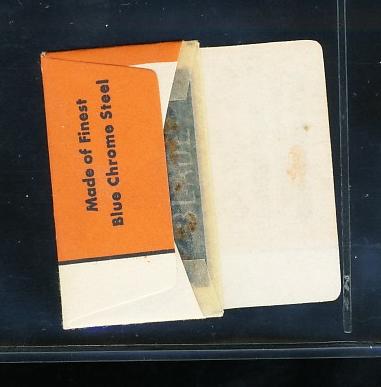 Made of Finest
Blue Chrome Steel